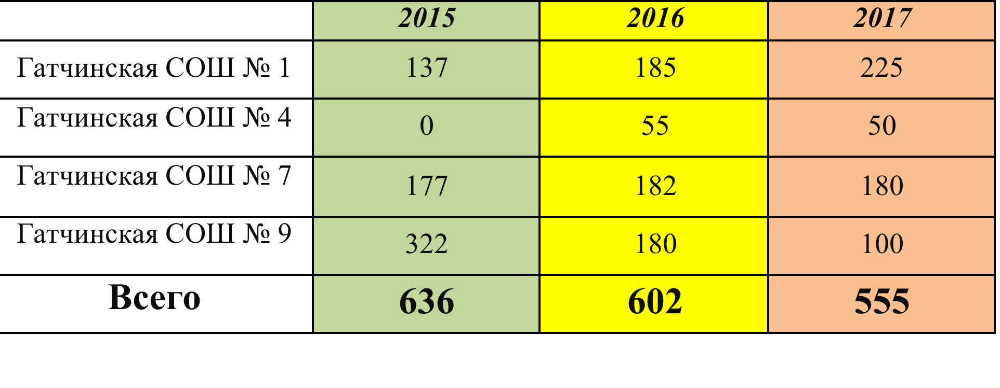 2015 2016 2017
Гатчинская СОШ № 1 137 185 225
Гатчинская СОШ № 4 0 55 50
Гатчинская СОШ № 7 177 182 180
Гатчинская СОШ № 9 322 180 100
Всего 636 602 555